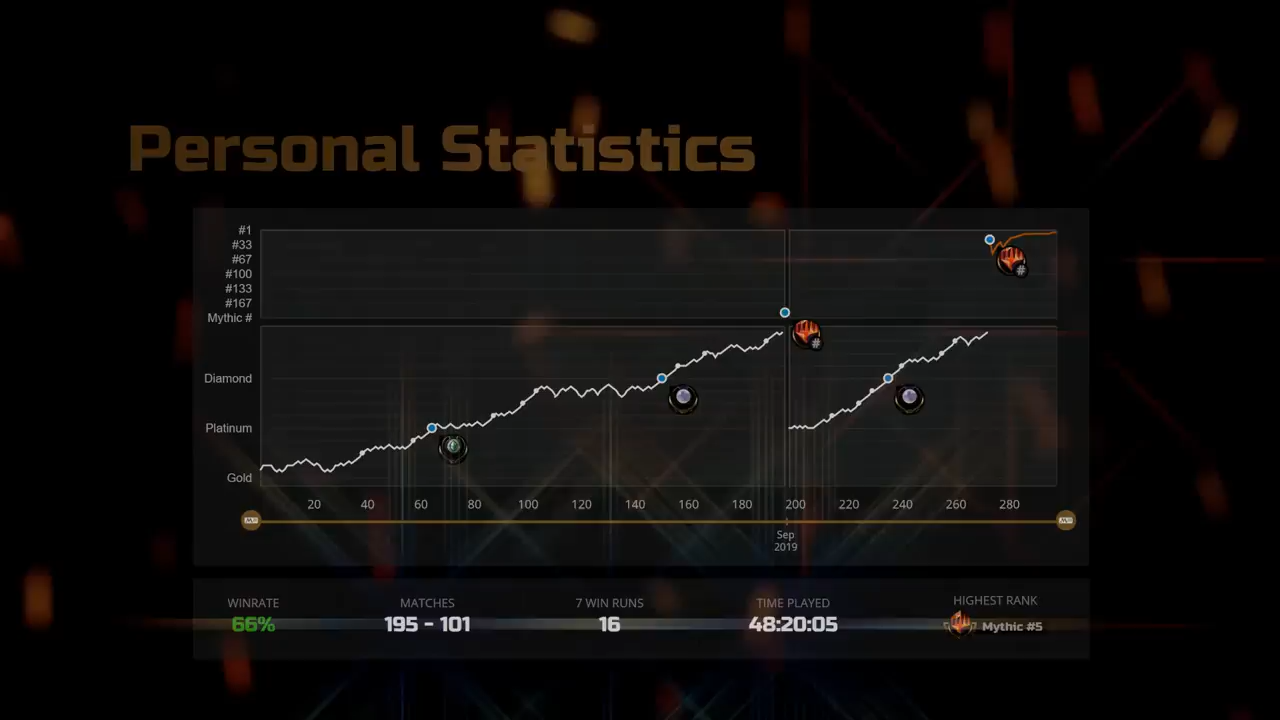 Personal Statistics
#1
#33
#67
#100
#133
#167
Mythic #
Diamond
Platinum
Gold
#
#
20 40 60 80 100 120 140 160 180 200 220 240 260 280
Sep
2019
WINRATE MATCHES 7 WIN RUNS TIME PLAYED HIGHEST RANK
66% 195 - 101 16 48:20:05 Mythic #5